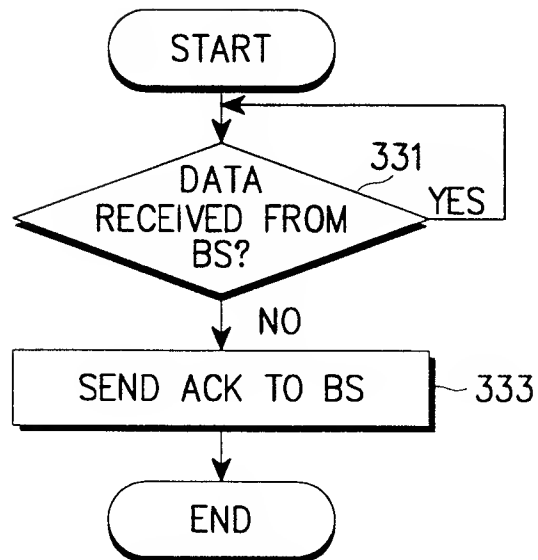 START
331
DATA
RECEIVED FROM
BS?
YES
NO
SEND ACK TO BS
333
END